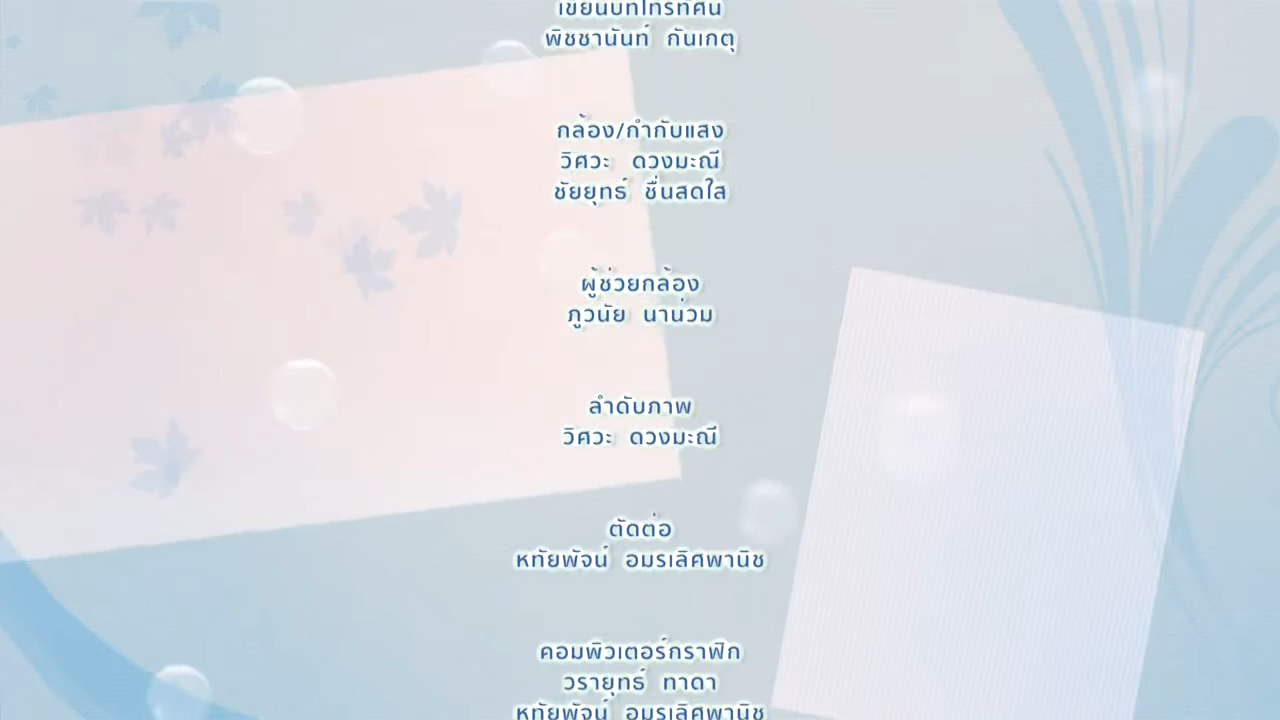 เขียนบทโทรทัศน์
พิชชานันท์ กันเกตุ
กล้อง/กำกับแสง
วิศวะ ดวงมะณี
ชัยยุทธ์ ชื่นสดใส
ผู้ช่วยกล้อง
ภูวนัย นาน่วม
ลำดับภาพ
วิศวะ ดวงมะณี
ตัดต่อ
หทัยพัจน์ อมรเลิศพานิช
คอมพิวเตอร์กราฟิก
วรายุทธ์ ทาดา
หทัยพัจน์ อมรเลิศพานิช